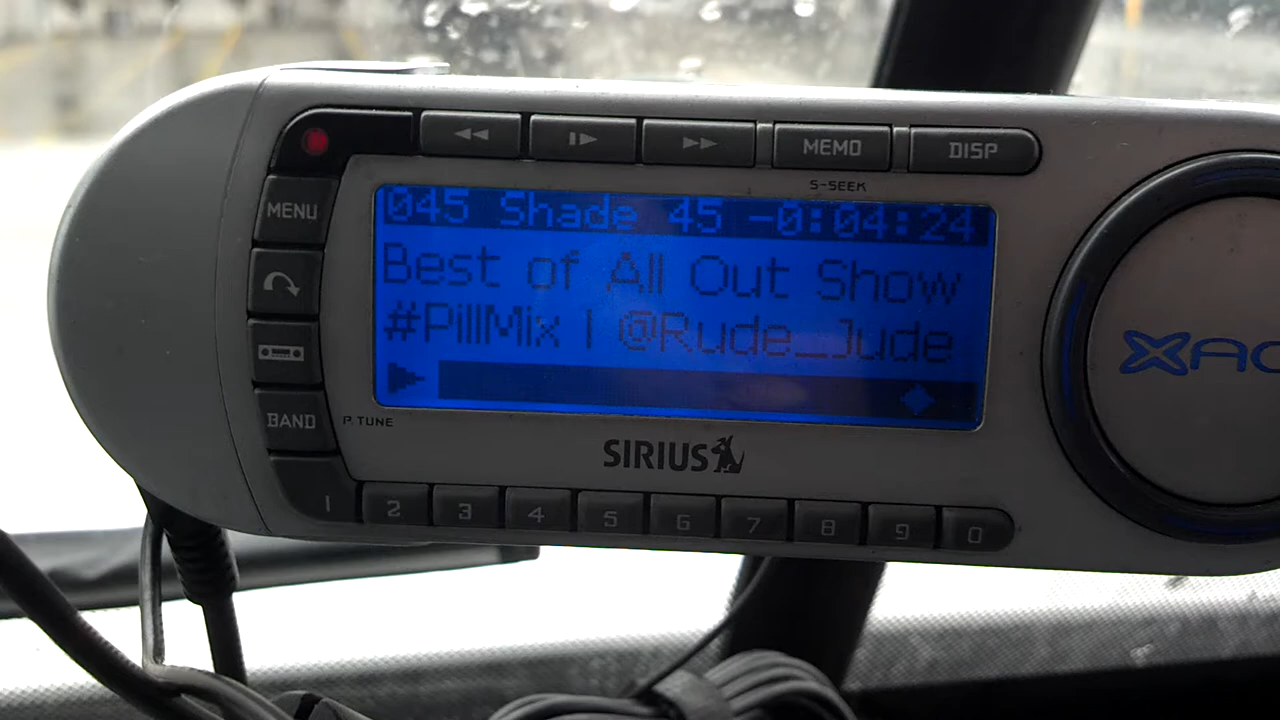 MEMO
DISP
S-SEEK
MENU
045 Shade 45 -0:04:24
Best of All Out Show
#PillMix | @Rude_Jude
BAND
P.TUNE
SIRIUS
XAC
1 2 3 4 5 6 7 8 9 0